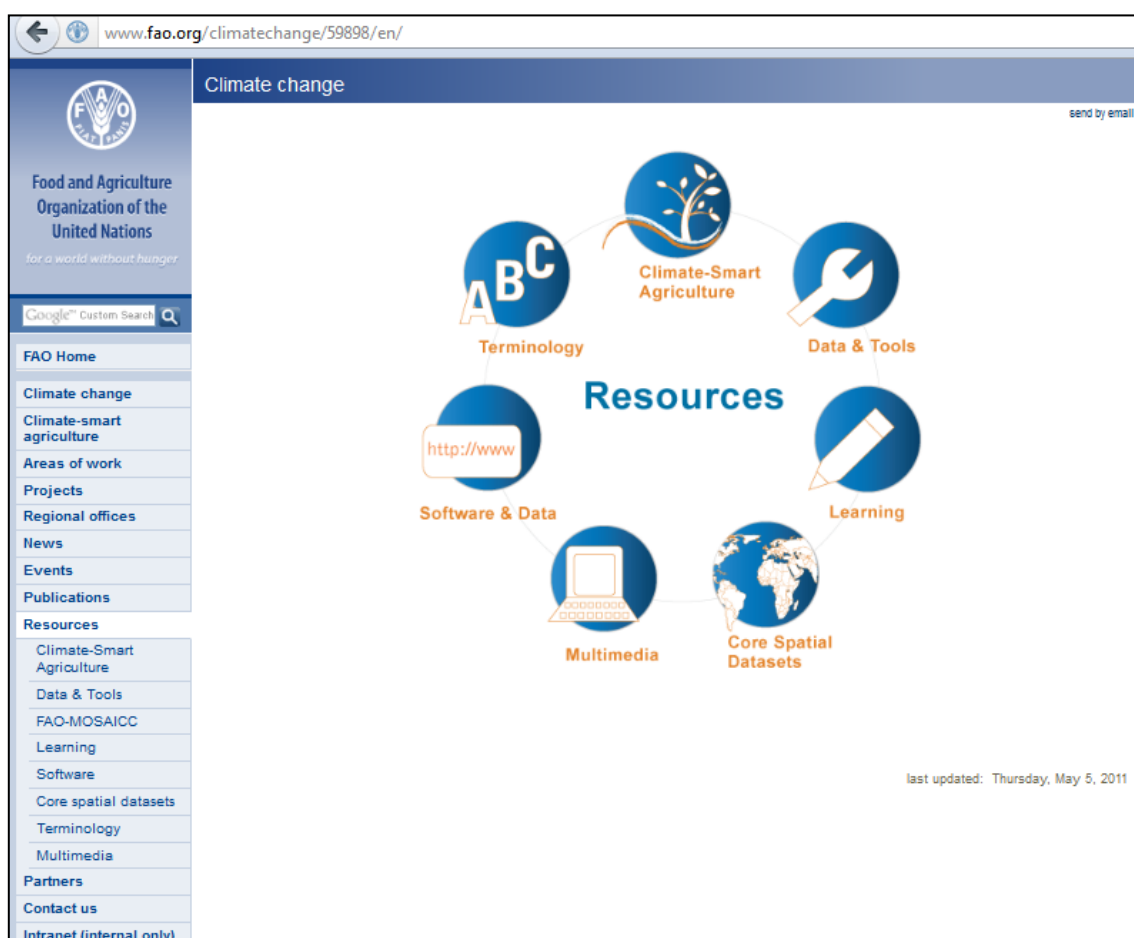 www.fao.org/climatechange/59898/en/
Climate change
send by email
F A O
FIAT PANIS
Food and Agriculture
Organization of the
United Nations
for a world without hunger
Google™ Custom Search
FAO Home
Climate change
Climate-smart
agriculture
Areas of work
Projects
Regional offices
News
Events
Publications
Resources
Climate-Smart
Agriculture
Data & Tools
FAO-MOSAICC
Learning
Software
Core spatial datasets
Terminology
Multimedia
Partners
Contact us
Intranet (internal only)
Climate-Smart
Agriculture
ABC
Terminology
Data & Tools
Resources
http://www
Software & Data
Learning
Multimedia
Core Spatial
Datasets
last updated: Thursday, May 5, 2011